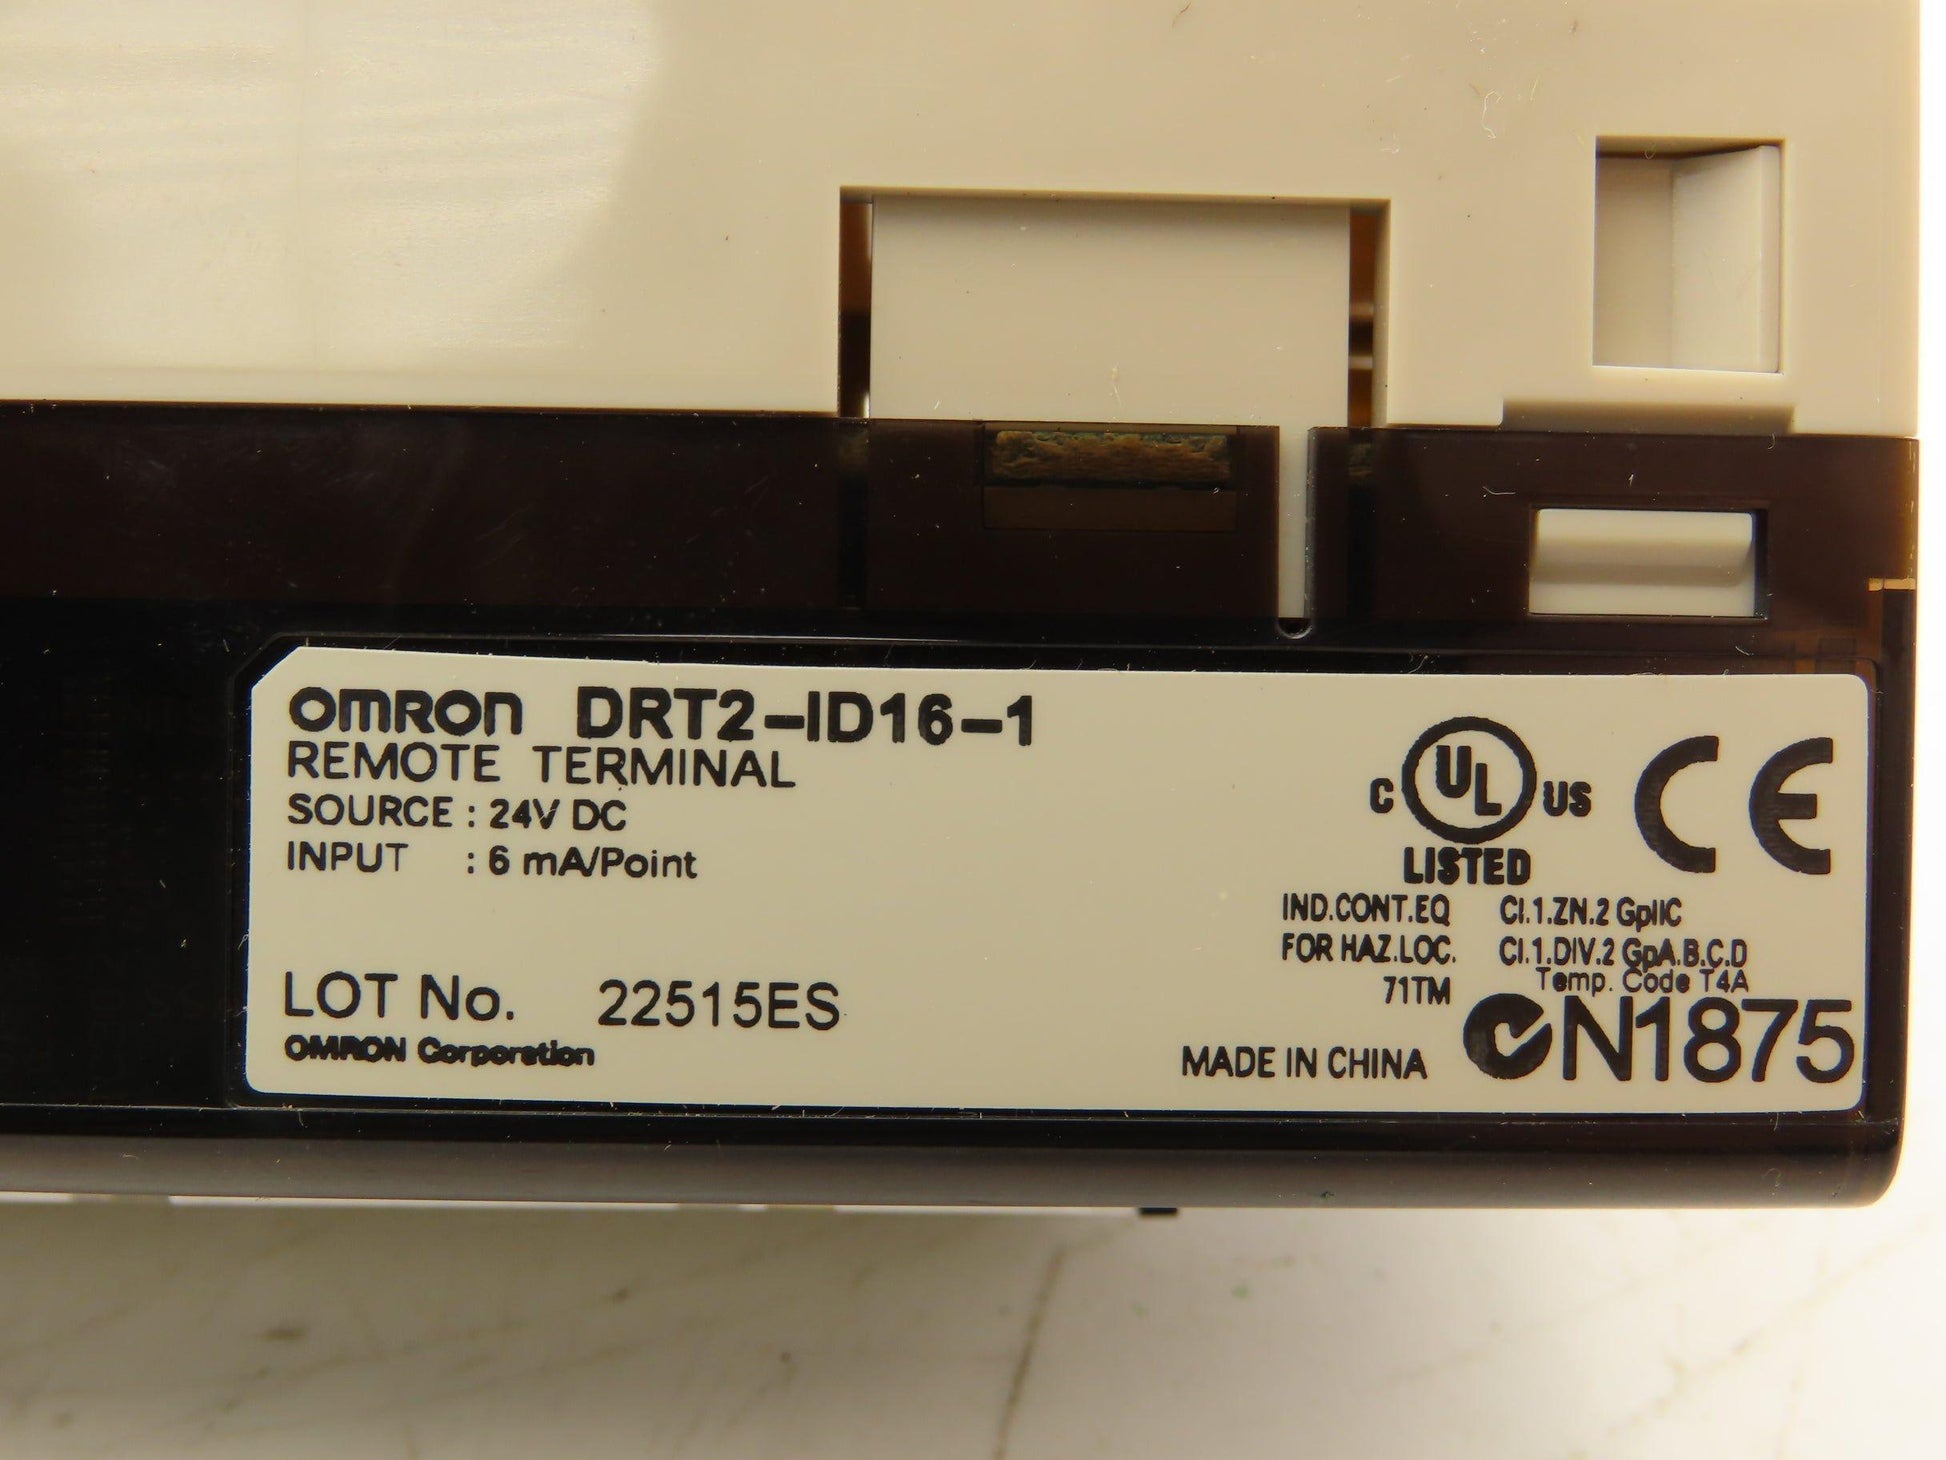 OMRON DRT2-ID16-1
REMOTE TERMINAL
SOURCE : 24V DC
INPUT : 6 mA/Point
LOT No. 22515ES
OMRON Corporation
C UL US
LISTED
CE
IND.CONT.EQ Cl.1.ZN.2 GpIIC
FOR HAZ.LOC. Cl.1.DIV.2 GpA.B.C.D
71TM Temp. Code T4A
MADE IN CHINA N1875